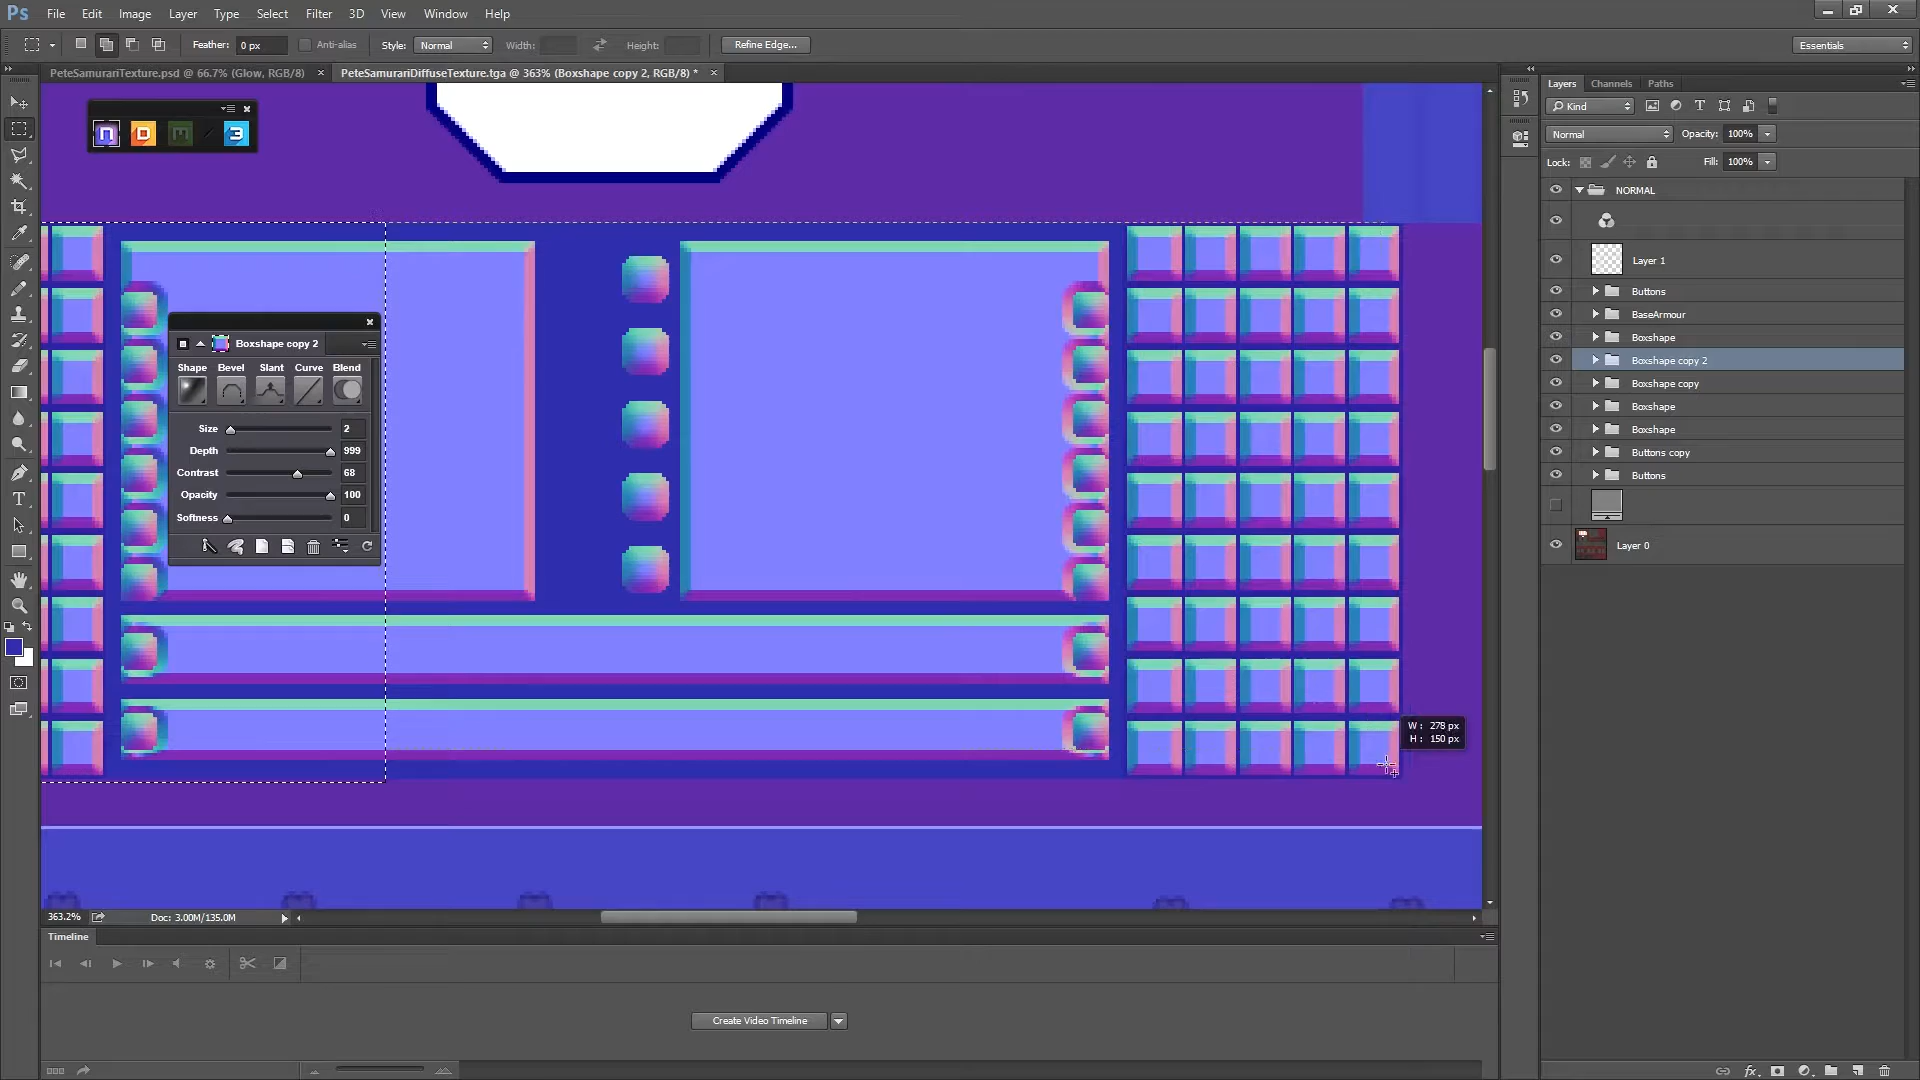 Ps File Edit Image Layer Type Select Filter 3D View Window Help
Feather: 0 px Anti-alias Style: Normal Width: Height: Refine Edge... Essentials
PeteSamurariTexture.psd @ 66.7% (Glow, RGB/8) × PeteSamurariDiffuseTexture.tga @ 363% (Boxshape copy 2, RGB/8) * ×
n D M 3
Boxshape copy 2
Shape Bevel Slant Curve Blend
Size 2
Depth 999
Contrast 68
Opacity 100
Softness 0
W: 278 px
H: 150 px
363.2% Doc: 3.00M/135.0M
Timeline
Create Video Timeline
Layers Channels Paths
Kind
Normal Opacity: 100%
Lock: Fill: 100%
NORMAL
Layer 1
Buttons
BaseArmour
Boxshape
Boxshape copy 2
Boxshape copy
Boxshape
Boxshape
Buttons copy
Buttons
Layer 0